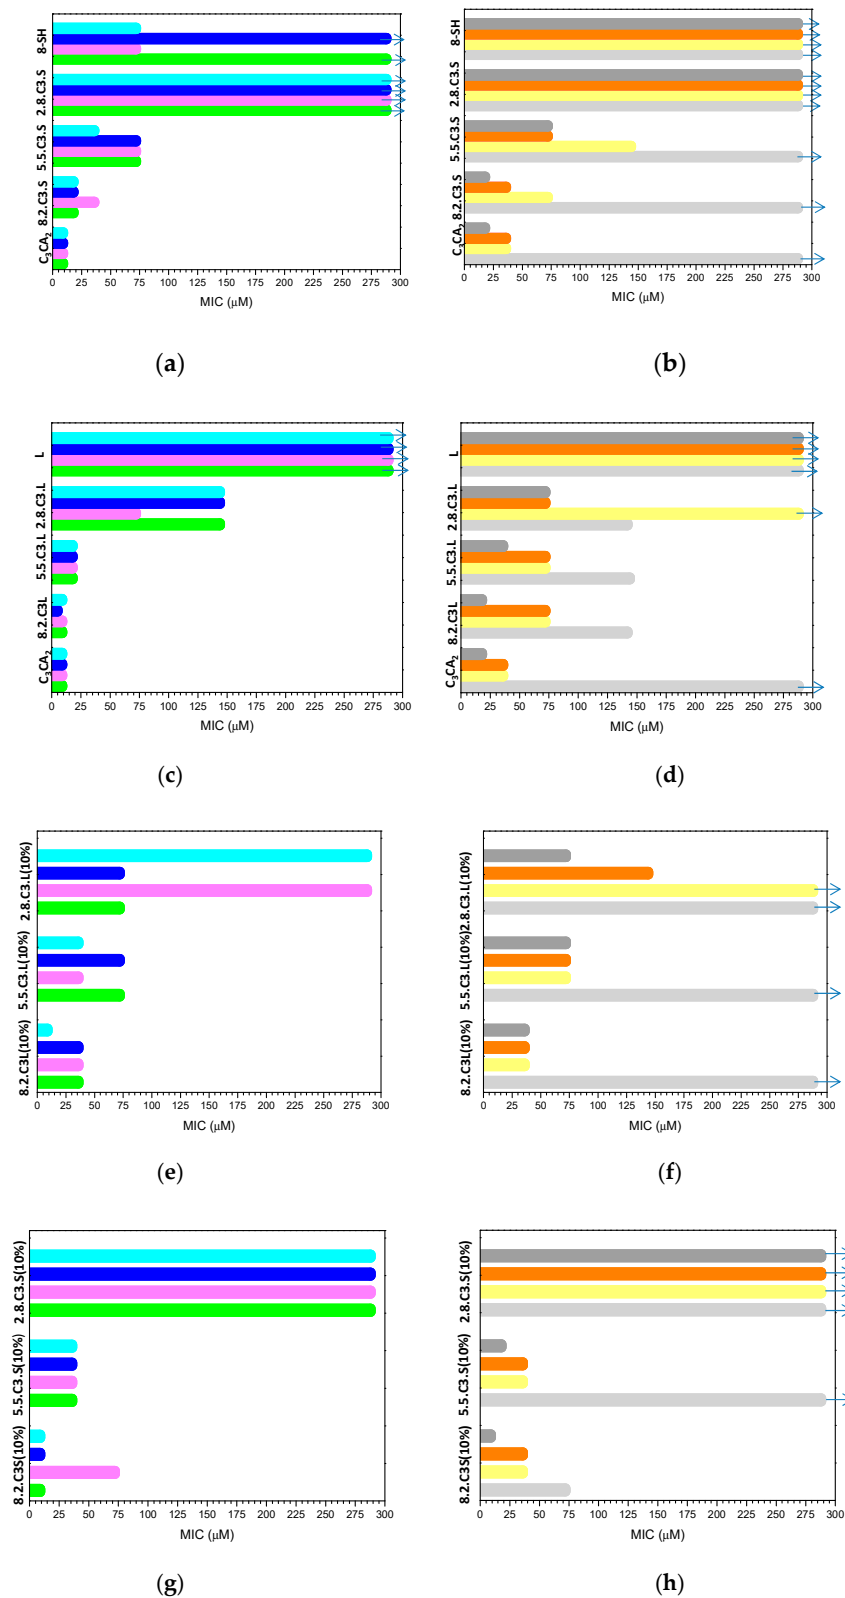 8-SH
2.8.C3.S
5.5.C3.S
8.2.C3.S
C₃CA₂
0 25 50 75 100 125 150 175 200 225 250 275 300
MIC (μM)
(a)
8-SH
2.8.C3.S
5.5.C3.S
8.2.C3.S
C₃CA₂
0 25 50 75 100 125 150 175 200 225 250 275 300
MIC (μM)
(b)
L
2.8.C3.L
5.5.C3.L
8.2.C3L
C₃CA₂
0 25 50 75 100 125 150 175 200 225 250 275 300
MIC (μM)
(c)
L
2.8.C3.L
5.5.C3.L
8.2.C3L
C₃CA₂
0 25 50 75 100 125 150 175 200 225 250 275 300
MIC (μM)
(d)
2.8.C3.L(10%)
5.5.C3.L(10%)
8.2.C3L(10%)
0 25 50 75 100 125 150 175 200 225 250 275 300
MIC (μM)
(e)
2.8.C3.L(10%)
5.5.C3.L(10%)
8.2.C3L(10%)
0 25 50 75 100 125 150 175 200 225 250 275 300
MIC (μM)
(f)
2.8.C3.S(10%)
5.5.C3.S(10%)
8.2.C3S(10%)
0 25 50 75 100 125 150 175 200 225 250 275 300
MIC (μM)
(g)
2.8.C3.S(10%)
5.5.C3.S(10%)
8.2.C3S(10%)
0 25 50 75 100 125 150 175 200 225 250 275 300
MIC (μM)
(h)